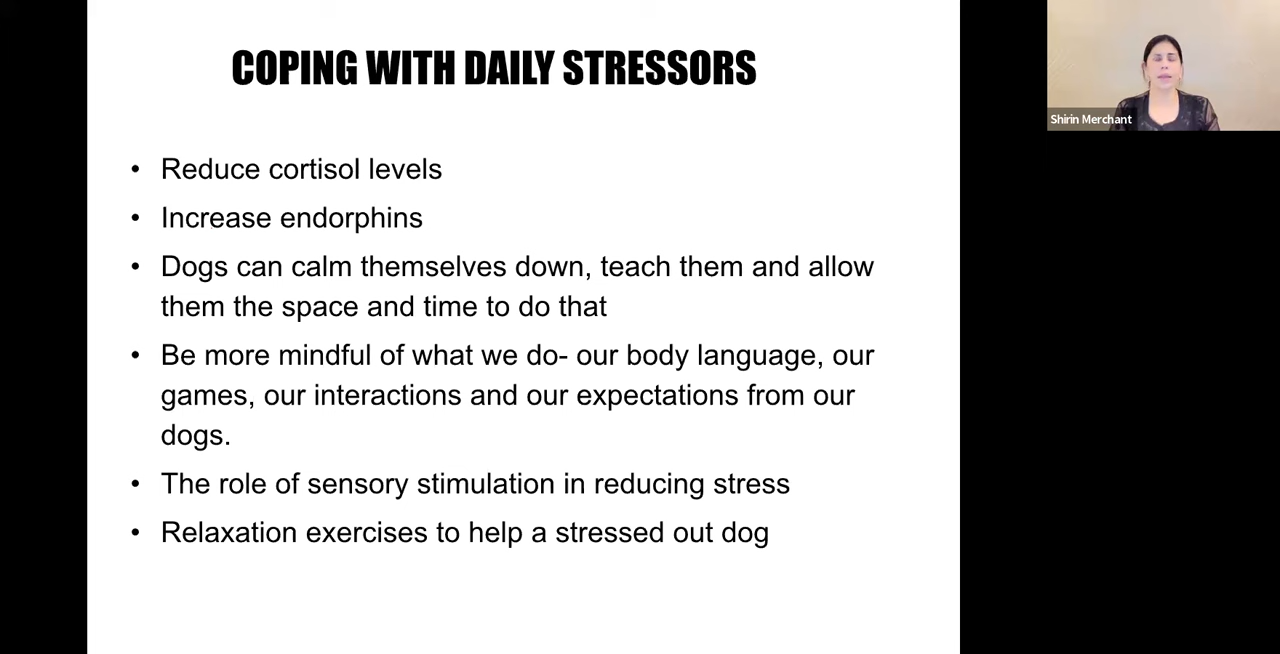 COPING WITH DAILY STRESSORS
• Reduce cortisol levels
• Increase endorphins
• Dogs can calm themselves down, teach them and allow
them the space and time to do that
• Be more mindful of what we do- our body language, our
games, our interactions and our expectations from our
dogs.
• The role of sensory stimulation in reducing stress
• Relaxation exercises to help a stressed out dog
Shirin Merchant